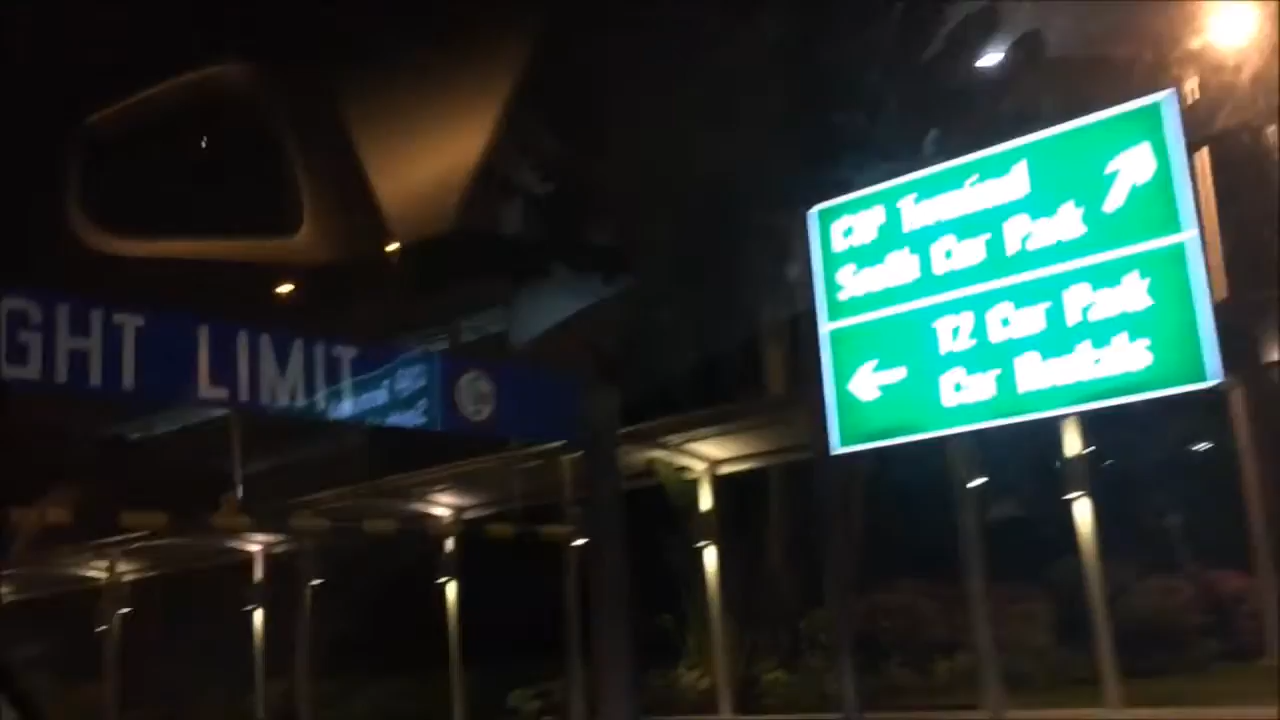 GHT LIMIT
CIP Terminal
South Car Park
T2 Car Park
Car Rentals